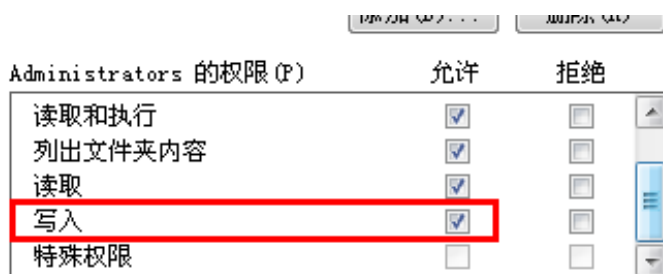 Administrators 的权限(P) 允许 拒绝
读取和执行
列出文件夹内容
读取
写入
特殊权限